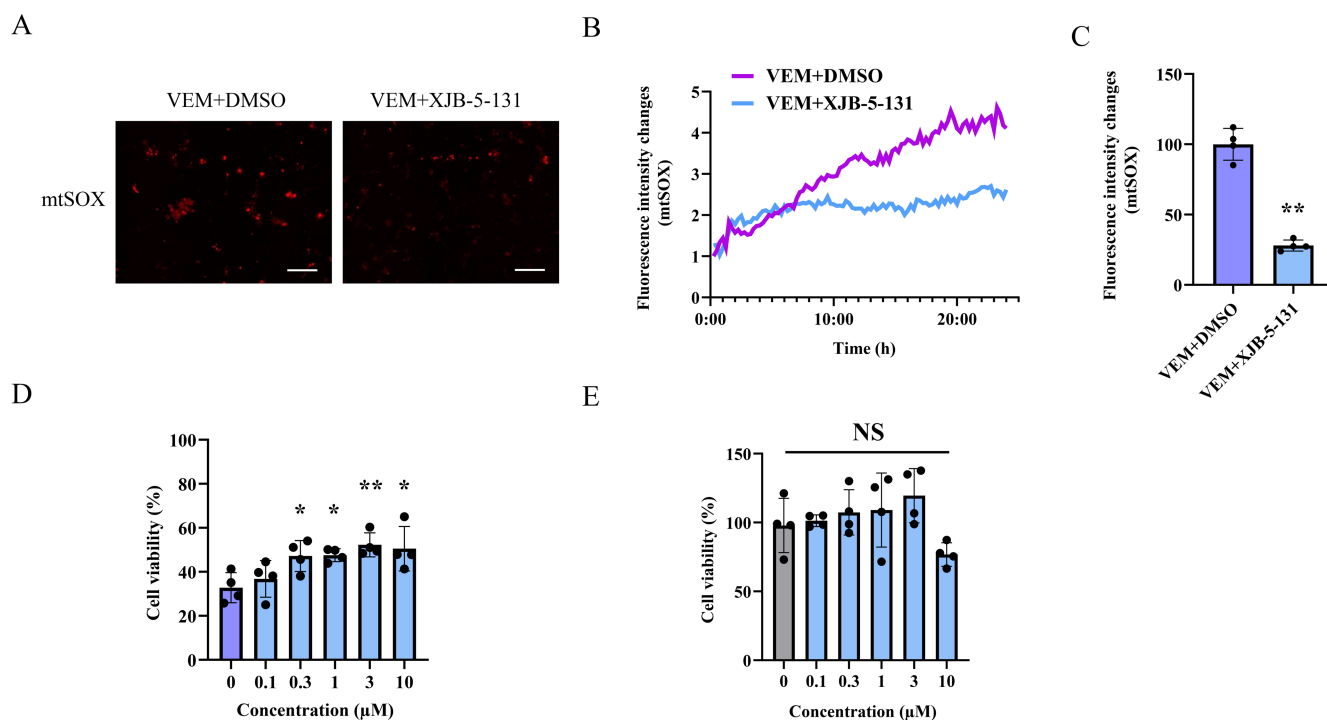 A
VEM+DMSO
VEM+XJB-5-131
mtSOX
B
VEM+DMSO
VEM+XJB-5-131
Fluorescence intensity changes
(mtSOX)
5
4
3
2
1
0
0:00
10:00
20:00
Time (h)
C
Fluorescence intensity changes
(mtSOX)
150
100
50
0
**
VEM+DMSO
VEM+XJB-5-131
D
Cell viability (%)
100
80
60
40
20
0
*
*
**
*
0
0.1
0.3
1
3
10
Concentration (μM)
E
NS
Cell viability (%)
150
100
50
0
0
0.1
0.3
1
3
10
Concentration (μM)